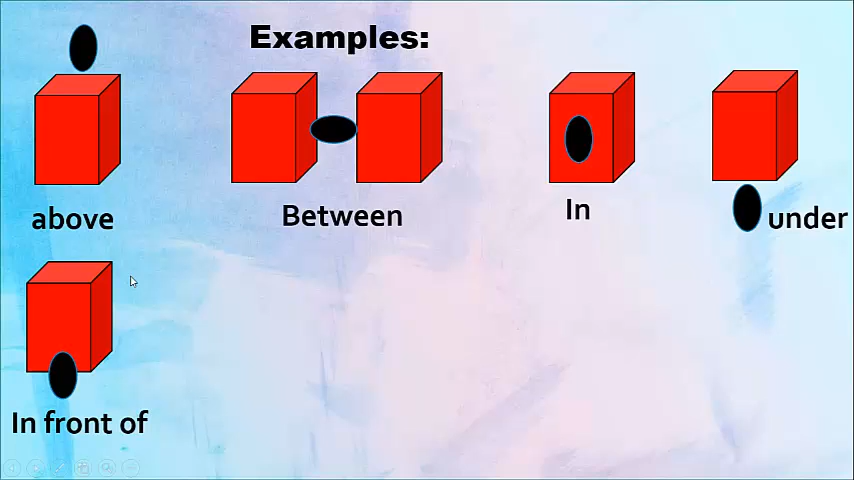 Examples:
above
Between
In
under
In front of